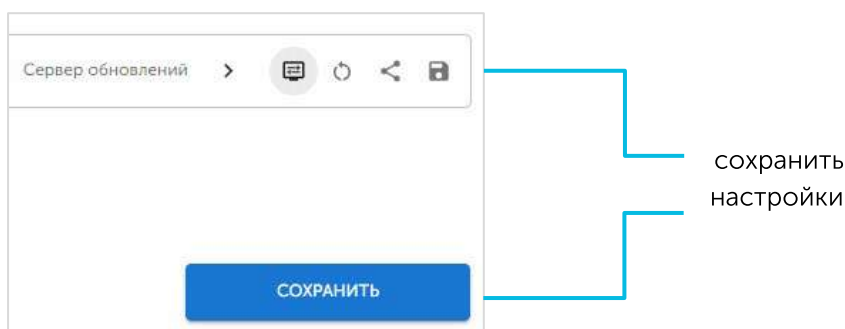 Сервер обновлений
сохранить
настройки
СОХРАНИТЬ